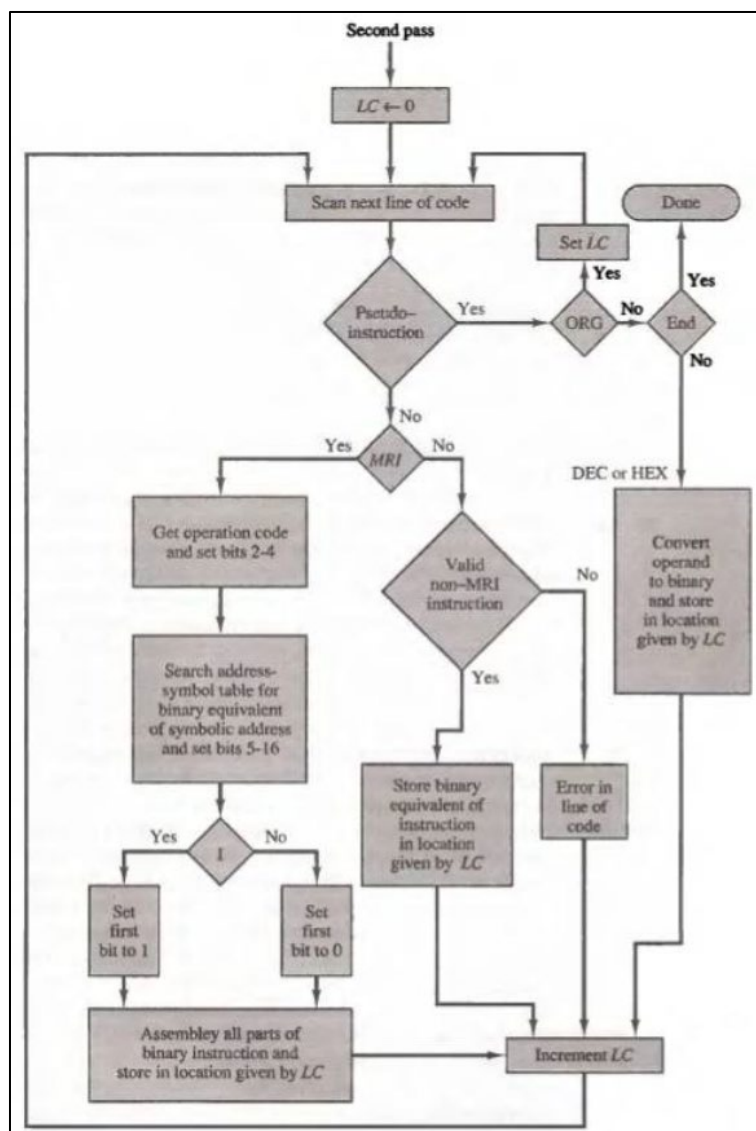 Second pass
LC ← 0
Scan next line of code
Done
Set LC
Yes
Yes
Pseudo-
instruction
Yes
ORG
No
End
No
No
Yes
MRI
No
DEC or HEX
Get operation code
and set bits 2-4
Valid
non-MRI
instruction
No
Convert
operand
to binary
and store
in location
given by LC
Search address-
symbol table for
binary equivalent
of symbolic address
and set bits 5-16
Yes
Store binary
equivalent of
instruction
in location
given by LC
Error in
line of
code
Yes
I
No
Set
first
bit to 1
Set
first
bit to 0
Assembley all parts of
binary instruction and
store in location given by LC
Increment LC